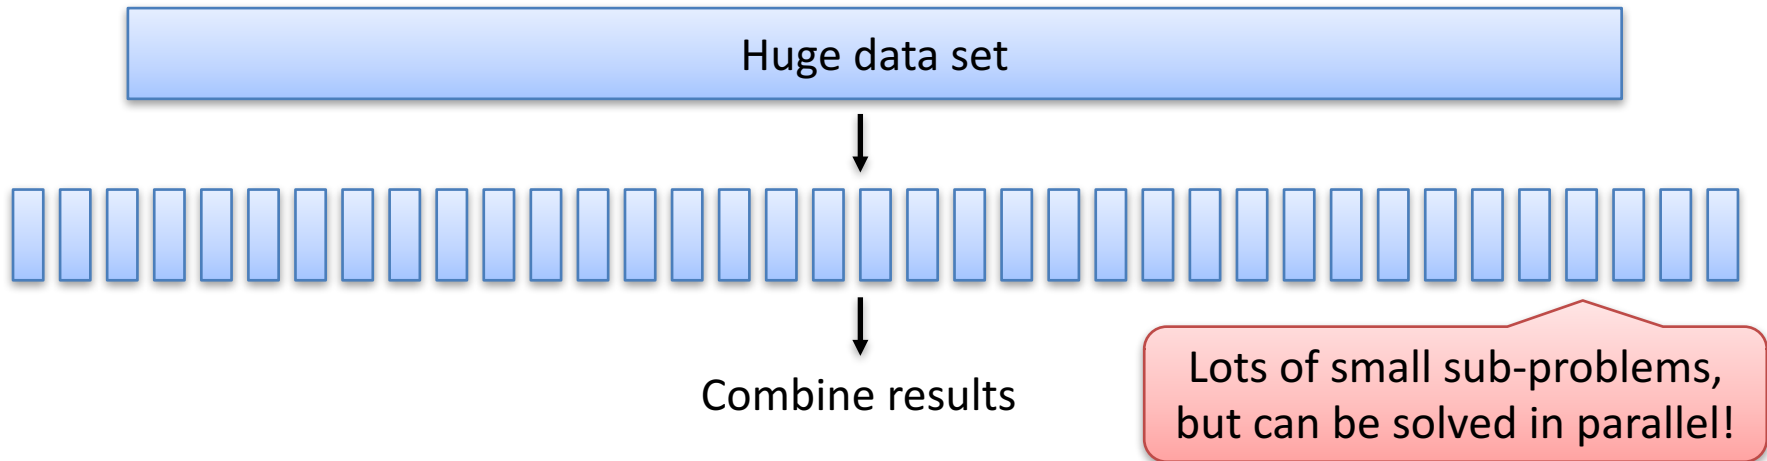 Huge data set
Combine results
Lots of small sub-problems,
but can be solved in parallel!